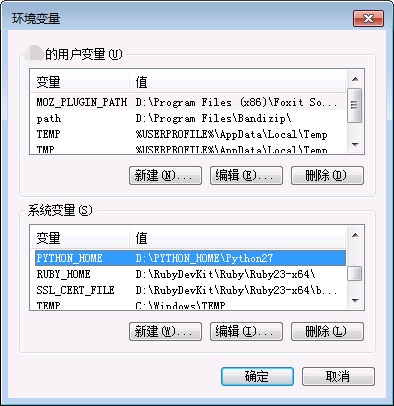 环境变量
的用户变量(U)
变量 值
MOZ_PLUGIN_PATH D:\Program Files (x86)\Foxit So...
path D:\Program Files\Bandizip\
TEMP %USERPROFILE%\AppData\Local\Temp
TMP %USERPROFILE%\AppData\Local\Temp
新建(N)... 编辑(E)... 删除(D)
系统变量(S)
变量 值
PYTHON_HOME D:\PYTHON_HOME\Python27
RUBY_HOME D:\RubyDevKit\Ruby\Ruby23-x64\
SSL_CERT_FILE D:\RubyDevKit\Ruby\Ruby23-x64\b...
TEMP C:\Windows\TEMP
新建(W)... 编辑(I)... 删除(L)
确定 取消